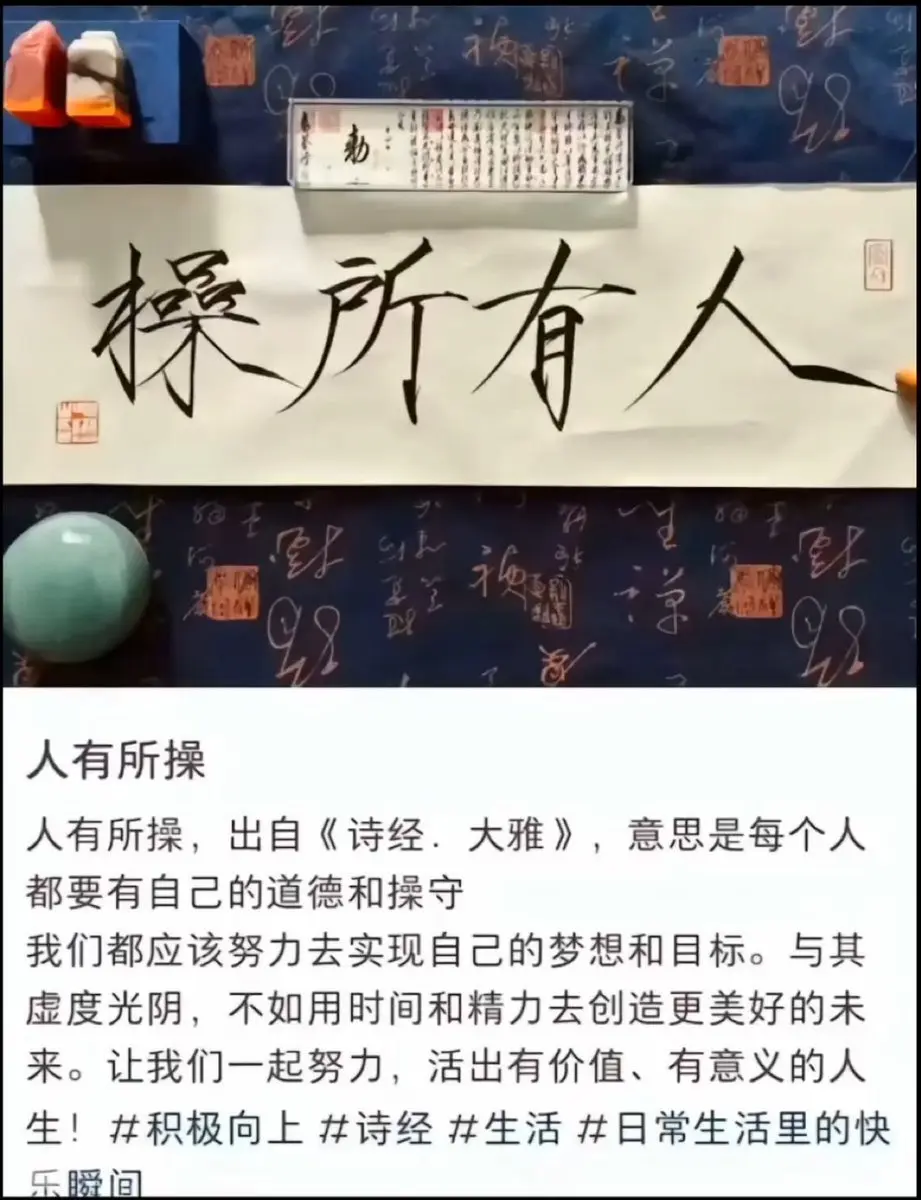 勅
操所有人
人有所操
人有所操，出自《诗经．大雅》，意思是每个人
都要有自己的道德和操守
我们都应该努力去实现自己的梦想和目标。与其
虚度光阴，不如用时间和精力去创造更美好的未
来。让我们一起努力，活出有价值、有意义的人
生！#积极向上 #诗经 #生活 #日常生活里的快
乐瞬间